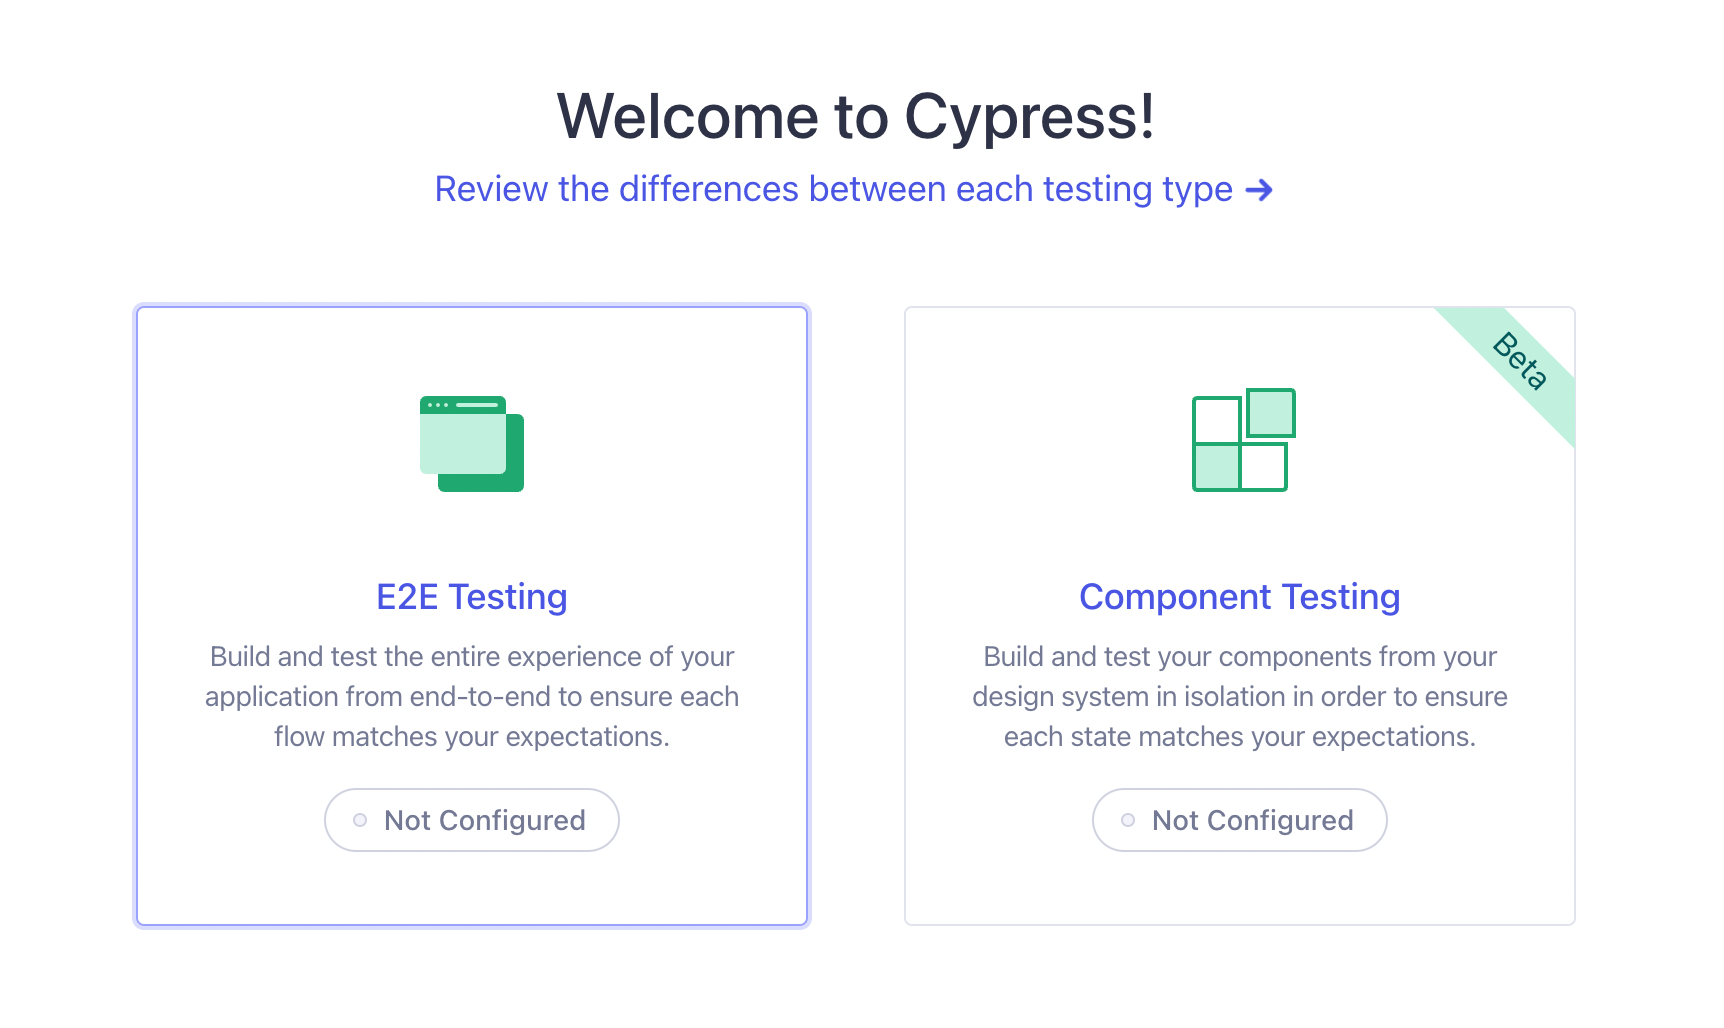 Welcome to Cypress!
Review the differences between each testing type →
Beta
E2E Testing
Build and test the entire experience of your
application from end-to-end to ensure each
flow matches your expectations.
Not Configured
Component Testing
Build and test your components from your
design system in isolation in order to ensure
each state matches your expectations.
Not Configured